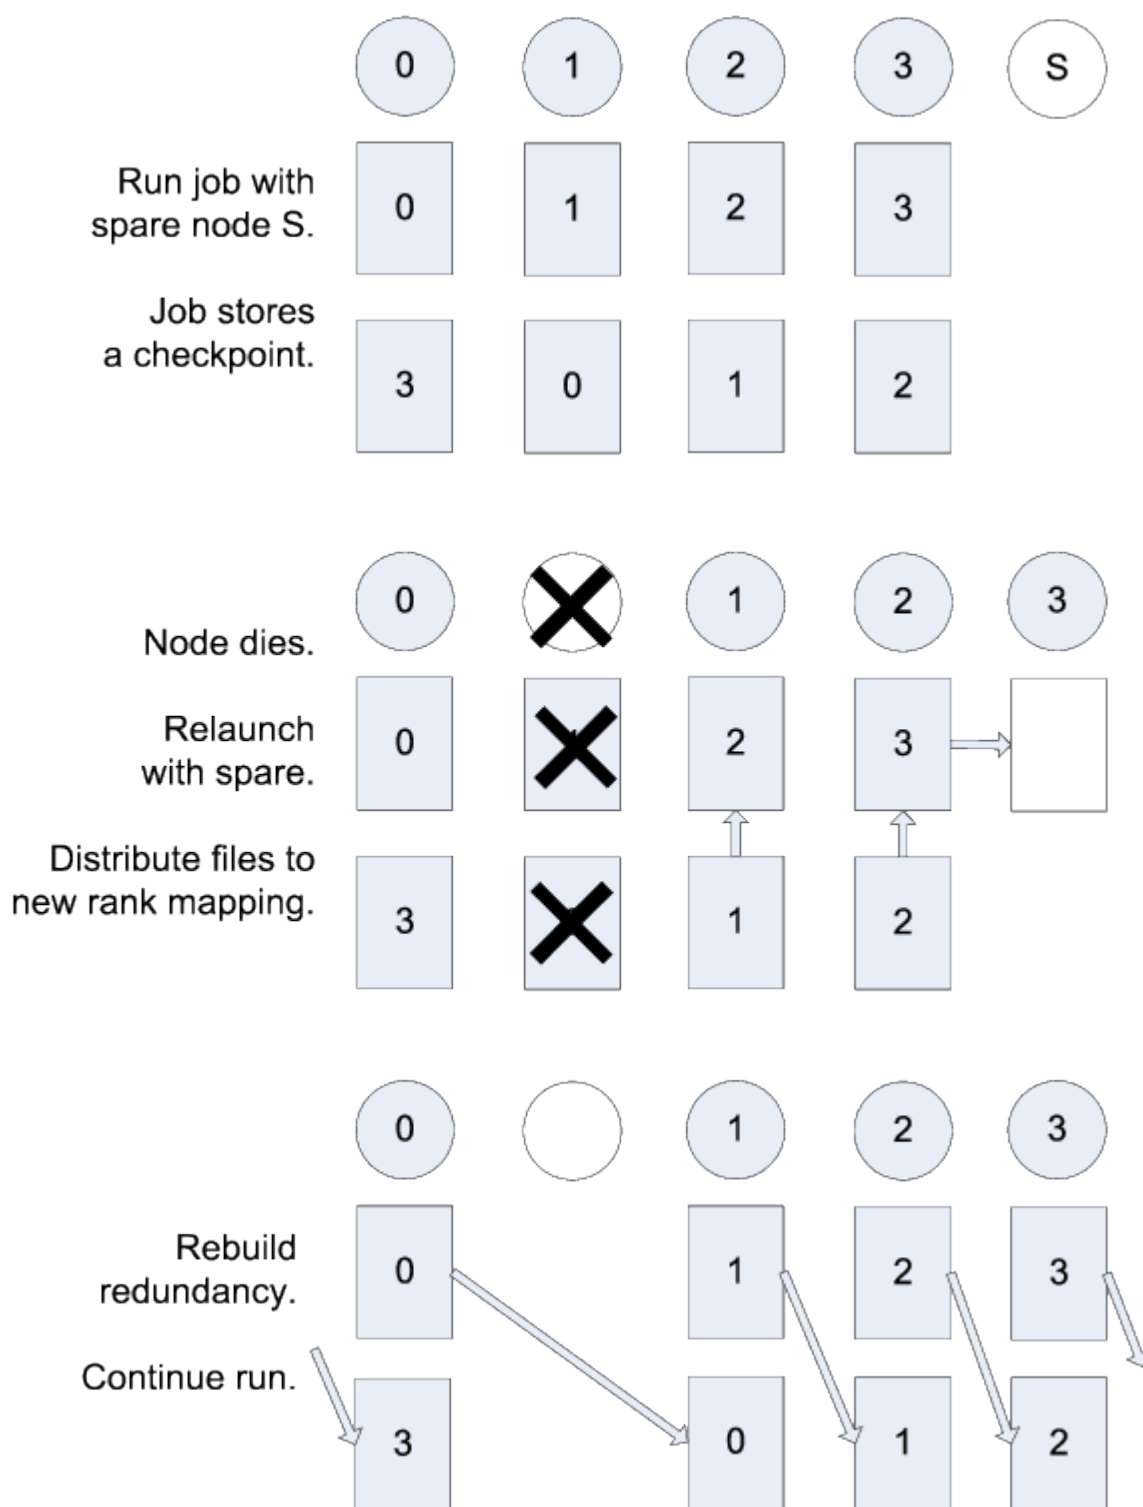 0 1 2 3 S
Run job with
spare node S.
0 1 2 3
Job stores
a checkpoint.
3 0 1 2
0 1 2 3
Node dies.
Relaunch
with spare.
0 2 3
Distribute files to
new rank mapping.
3 1 2
0 1 2 3
Rebuild
redundancy.
0 1 2 3
Continue run.
3 0 1 2